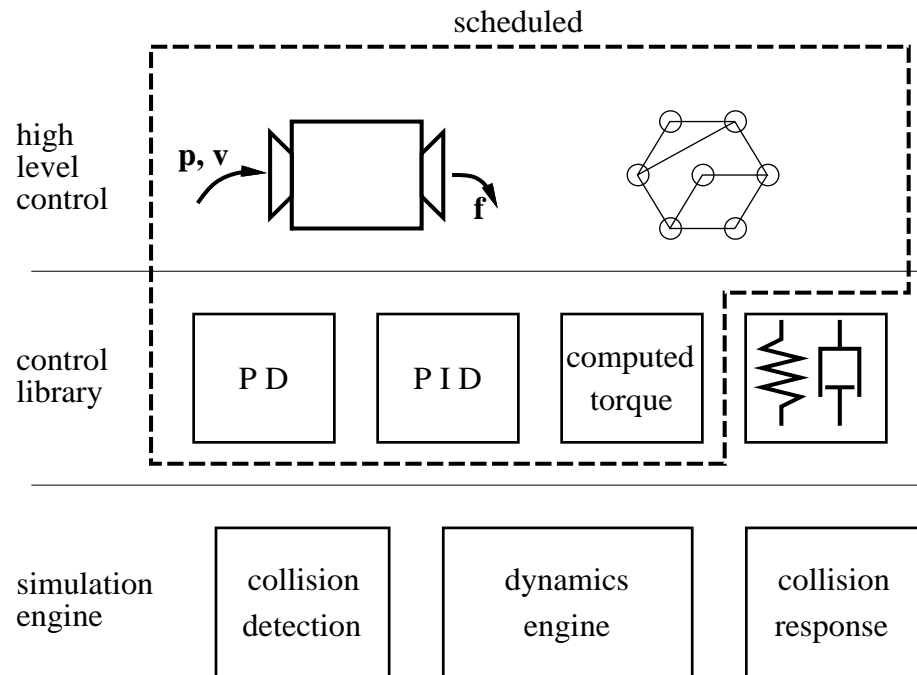 scheduled
high
level
control
p, v
f
control
library
P D
P I D
computed
torque
simulation
engine
collision
detection
dynamics
engine
collision
response